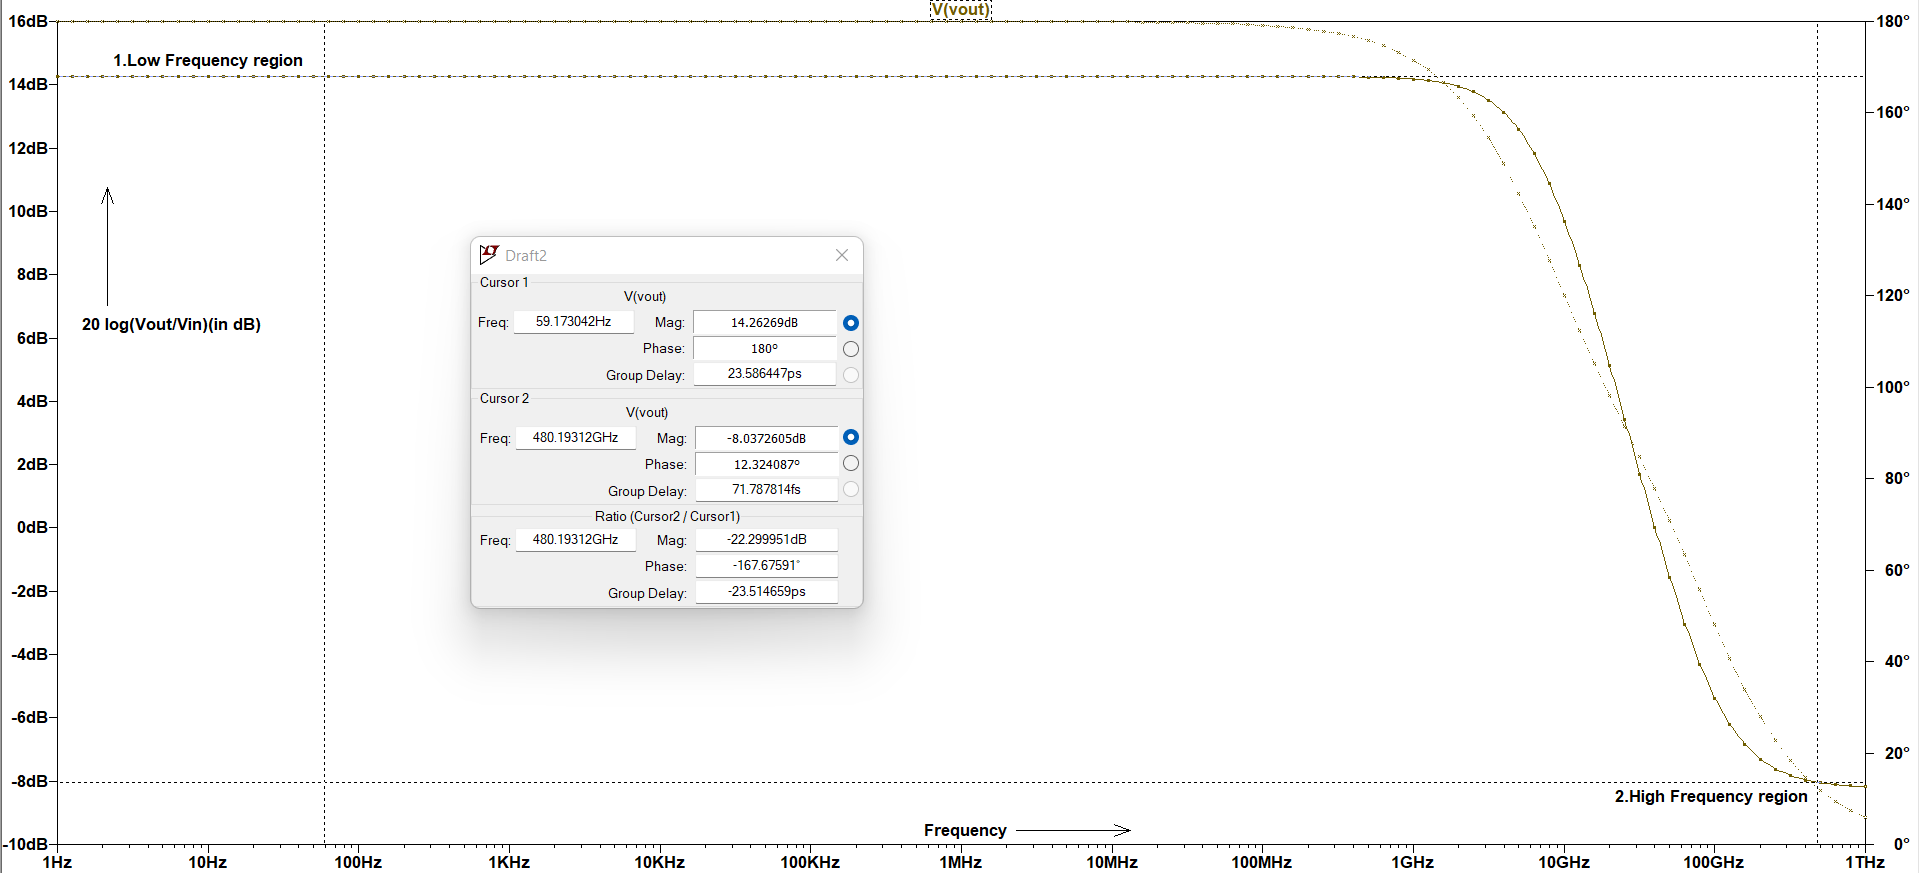 V(vout)
16dB
14dB
12dB
10dB
8dB
6dB
4dB
2dB
0dB
-2dB
-4dB
-6dB
-8dB
-10dB
180°
160°
140°
120°
100°
80°
60°
40°
20°
0°
1.Low Frequency region
20 log(Vout/Vin)(in dB)
Draft2
Cursor 1
V(vout)
Freq: 59.173042Hz Mag: 14.26269dB
Phase: 180º
Group Delay: 23.586447ps
Cursor 2
V(vout)
Freq: 480.19312GHz Mag: -8.0372605dB
Phase: 12.324087º
Group Delay: 71.787814fs
Ratio (Cursor2 / Cursor1)
Freq: 480.19312GHz Mag: -22.299951dB
Phase: -167.67591°
Group Delay: -23.514659ps
2.High Frequency region
Frequency
1Hz 10Hz 100Hz 1KHz 10KHz 100KHz 1MHz 10MHz 100MHz 1GHz 10GHz 100GHz 1THz